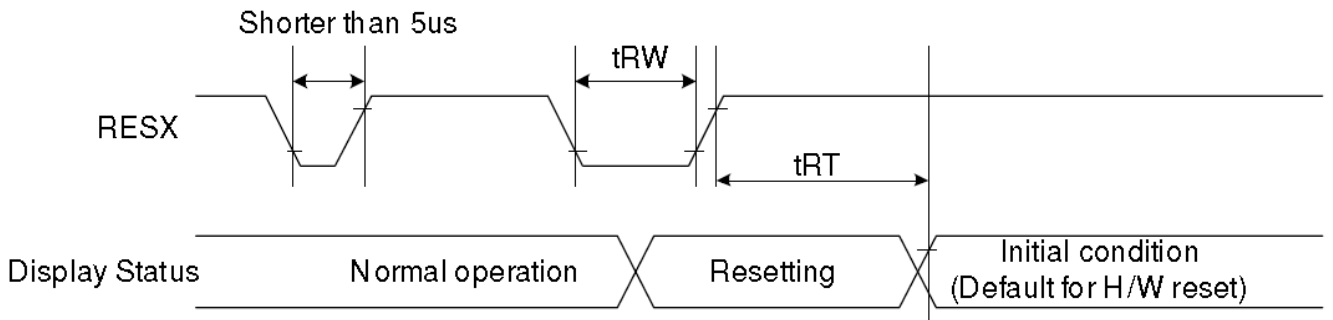 Shorter than 5us
tRW
RESX
tRT
Display Status
Normal operation
Resetting
Initial condition
(Default for H/W reset)